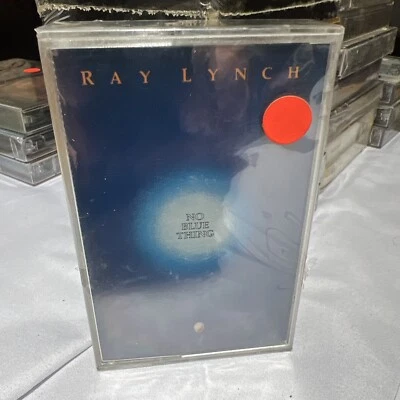 RAY LYNCH
NO
BLUE
THING